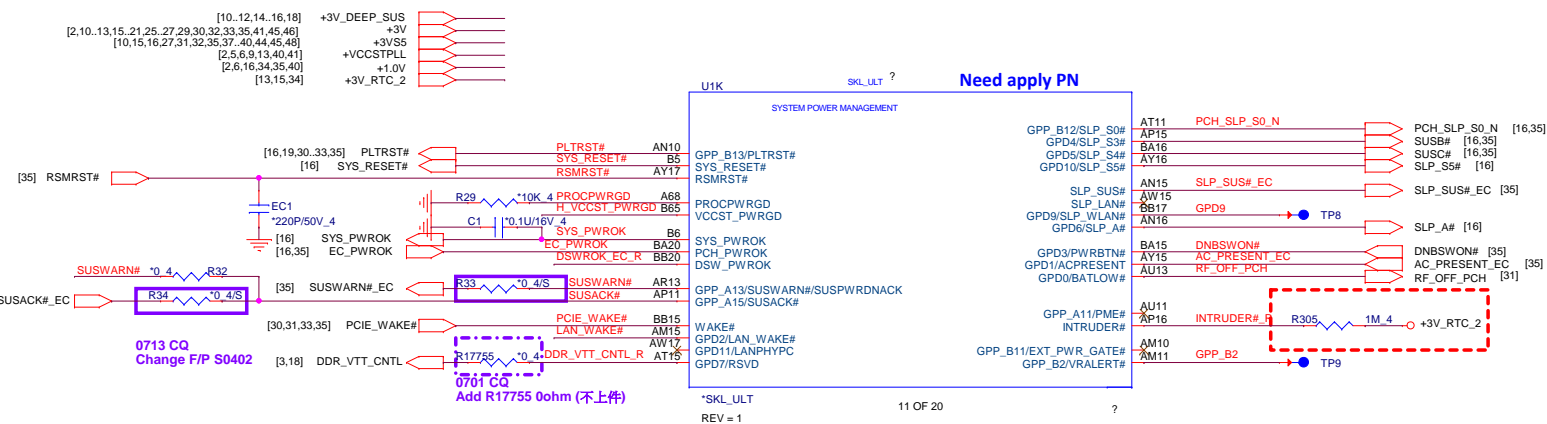 [10..12,14..16,18] +3V_DEEP_SUS
[2,10..13,15..21,25..27,29,30,32,33,35,41,45,46] +3V
[10,15,16,27,31,32,35,37..40,44,45,48] +3VS5
[2,5,6,9,13,40,41] +VCCSTPLL
[2,6,16,34,35,40] +1.0V
[13,15,34] +3V_RTC_2
U1K SKL_ULT ? Need apply PN
SYSTEM POWER MANAGEMENT
[16,19,30..33,35] PLTRST# PLTRST# AN10 GPP_B13/PLTRST#
[16] SYS_RESET# SYS_RESET# B5 SYS_RESET#
[35] RSMRST# RSMRST# AY17 RSMRST#
EC1
*220P/50V_4
R29 *10K_4 PROCPWRGD A68 PROCPWRGD
H_VCCST_PWRGD B65 VCCST_PWRGD
C1 *0.1U/16V_4
[16] SYS_PWROK SYS_PWROK B6 SYS_PWROK
[16,35] EC_PWROK EC_PWROK BA20 PCH_PWROK
DSWROK_EC_R BB20 DSW_PWROK
SUSWARN# *0_4 R32
[35] SUSWARN#_EC R33 *0_4/S SUSWARN# AR13 GPP_A13/SUSWARN#/SUSPWRDNACK
SUSACK#_EC R34 *0_4/S SUSACK# AP11 GPP_A15/SUSACK#
[30,31,33,35] PCIE_WAKE# PCIE_WAKE# BB15 WAKE#
LAN_WAKE# AM15 GPD2/LAN_WAKE#
AW17 GPD11/LANPHYPC
[3,18] DDR_VTT_CNTL R17755 *0_4 DDR_VTT_CNTL_R AT15 GPD7/RSVD
0713 CQ
Change F/P S0402
0701 CQ
Add R17755 0ohm (不上件)
GPP_B12/SLP_S0# AT11 PCH_SLP_S0_N PCH_SLP_S0_N [16,35]
GPD4/SLP_S3# AP15 SUSB# [16,35]
GPD5/SLP_S4# BA16 SUSC# [16,35]
GPD10/SLP_S5# AY16 SLP_S5# [16]
SLP_SUS# AN15 SLP_SUS#_EC SLP_SUS#_EC [35]
SLP_LAN# AW15
GPD9/SLP_WLAN# BB17 GPD9 TP8
GPD6/SLP_A# AN16 SLP_A# [16]
GPD3/PWRBTN# BA15 DNBSWON# DNBSWON# [35]
GPD1/ACPRESENT AY15 AC_PRESENT_EC AC_PRESENT_EC [35]
GPD0/BATLOW# AU13 RF_OFF_PCH RF_OFF_PCH [31]
GPP_A11/PME# AU11
INTRUDER# AP16 INTRUDER#_R R305 1M_4 +3V_RTC_2
GPP_B11/EXT_PWR_GATE# AM10
GPP_B2/VRALERT# AM11 GPP_B2 TP9
*SKL_ULT
REV = 1
11 OF 20
?